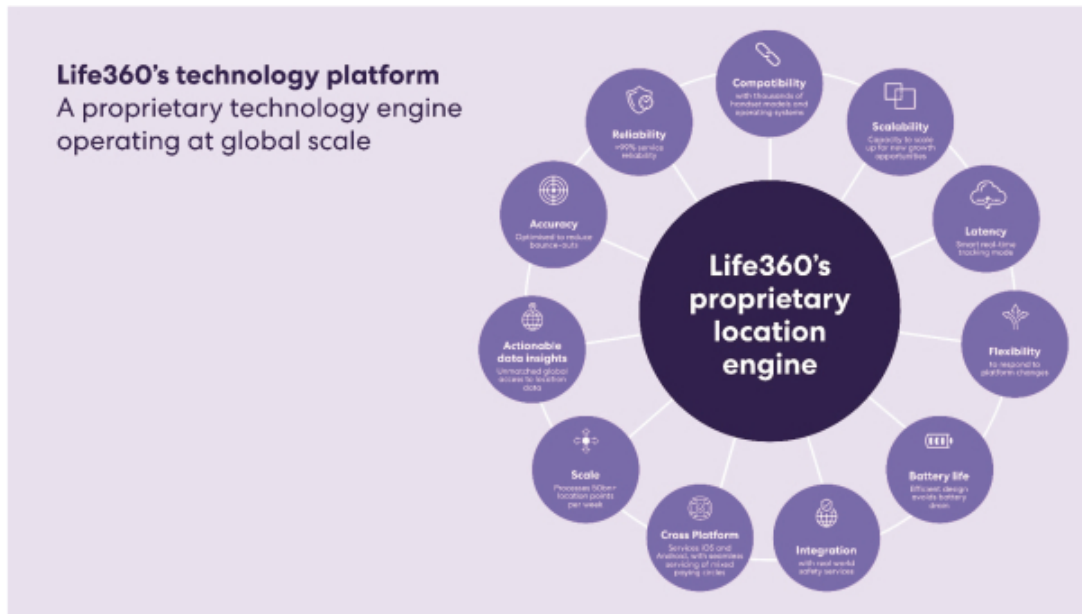 Life360's technology platform
A proprietary technology engine
operating at global scale
Life360's
proprietary
location
engine
Compatibility
with thousands of
handset models and
operating systems
Scalability
Capacity to scale
up for new growth
opportunities
Latency
Smart real-time
tracking mode
Flexibility
to respond to
platform changes
Battery life
Efficient design
avoids battery
drain
Integration
with real world
safety services
Cross Platform
Services iOS and
Android, with seamless
servicing of mixed
paying circles
Scale
Processes 50bn+
location points
per week
Actionable
data insights
Unmatched global
access to location
data
Accuracy
Optimised to reduce
bounce-outs
Reliability
>99% service
reliability